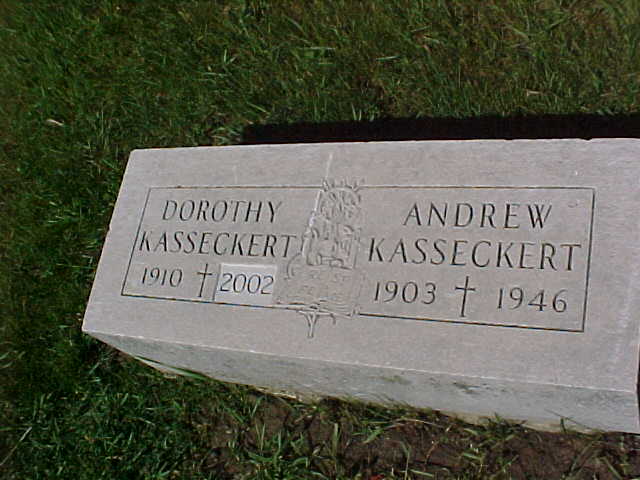 DOROTHY
KASSECKERT
1910 † 2002
ANDREW
KASSECKERT
1903 † 1946